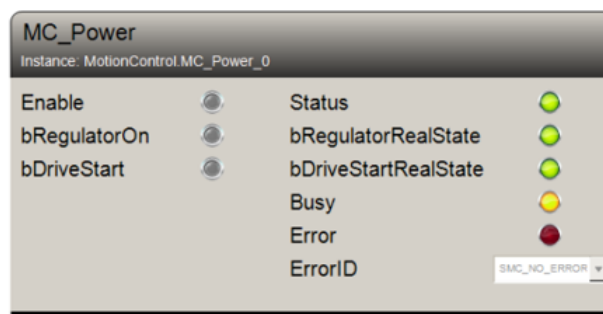 MC_Power
Instance: MotionControl.MC_Power_0
Enable
Status
bRegulatorOn
bRegulatorRealState
bDriveStart
bDriveStartRealState
Busy
Error
ErrorID
SMC_NO_ERROR